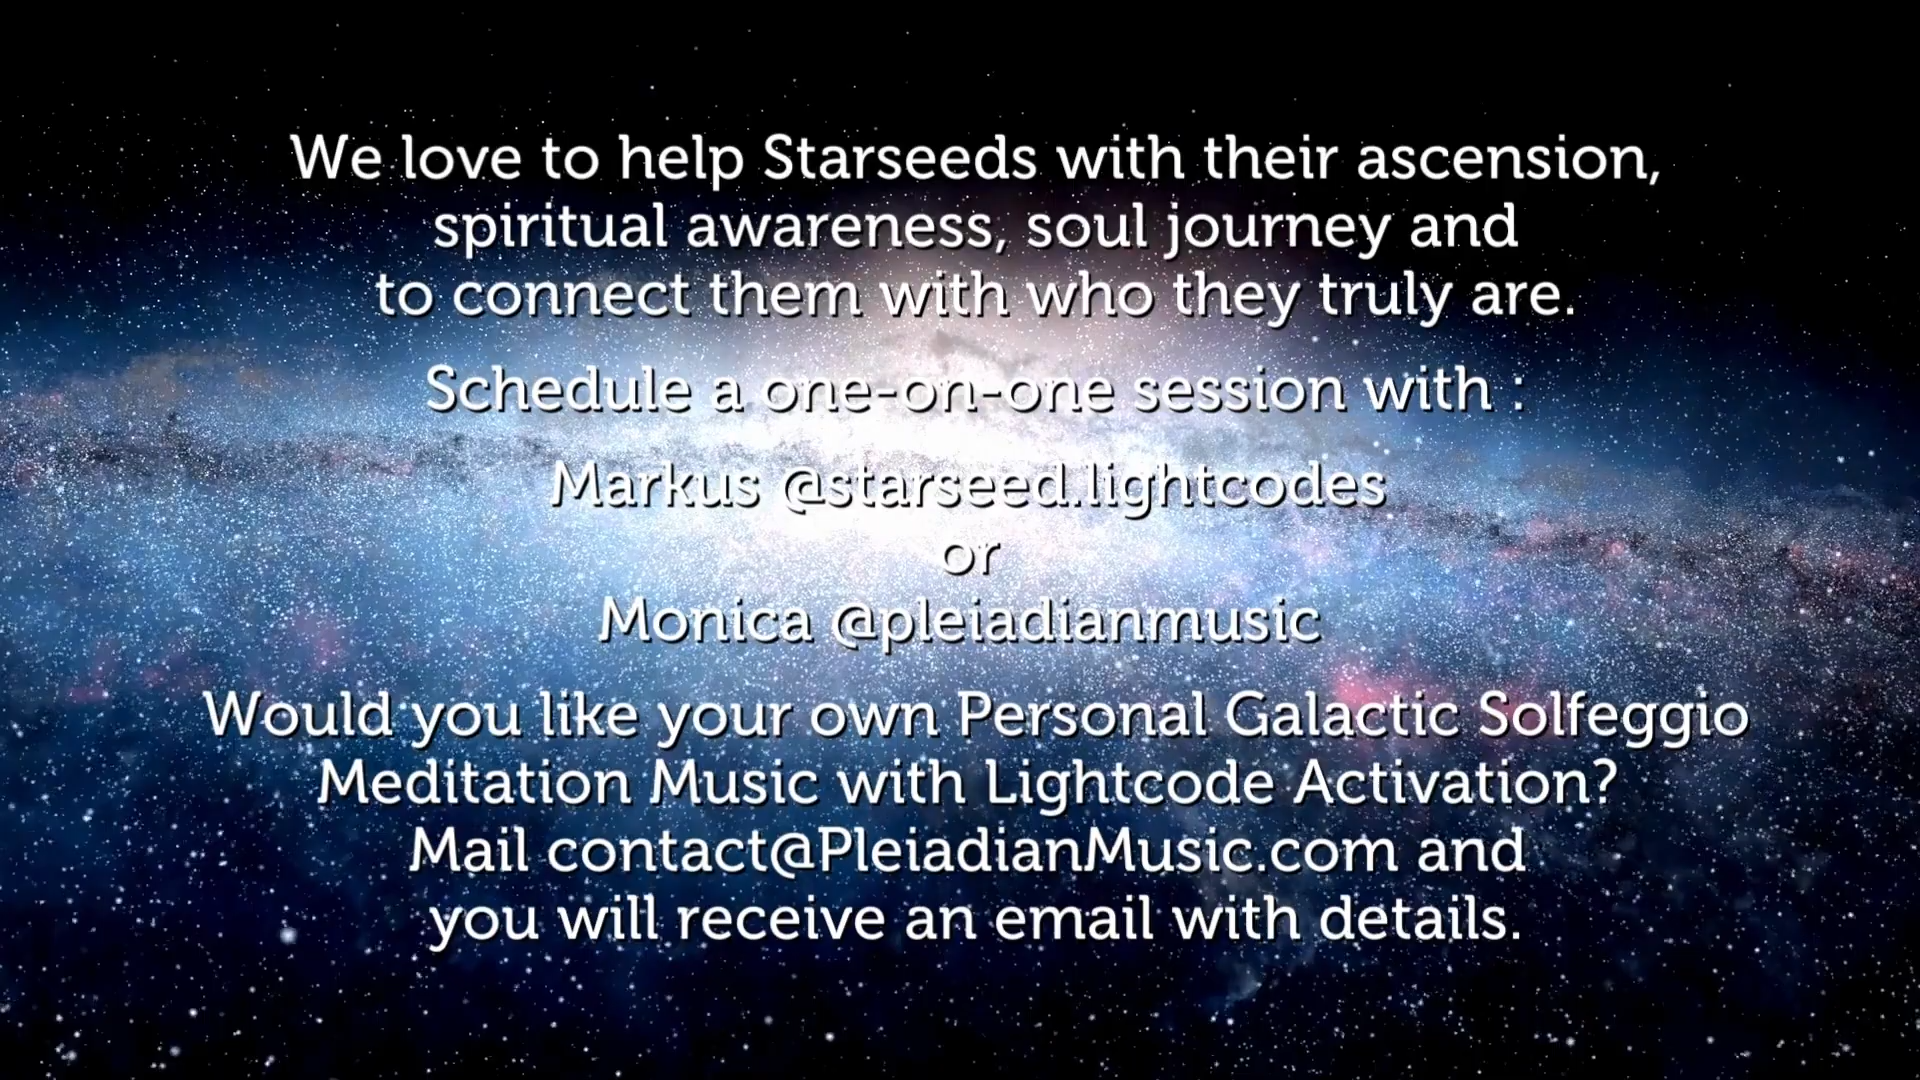 We love to help Starseeds with their ascension,
spiritual awareness, soul journey and
to connect them with who they truly are.
Schedule a one-on-one session with :
Markus @starseed.lightcodes
or
Monica @pleiadianmusic
Would you like your own Personal Galactic Solfeggio
Meditation Music with Lightcode Activation?
Mail contact@PleiadianMusic.com and
you will receive an email with details.